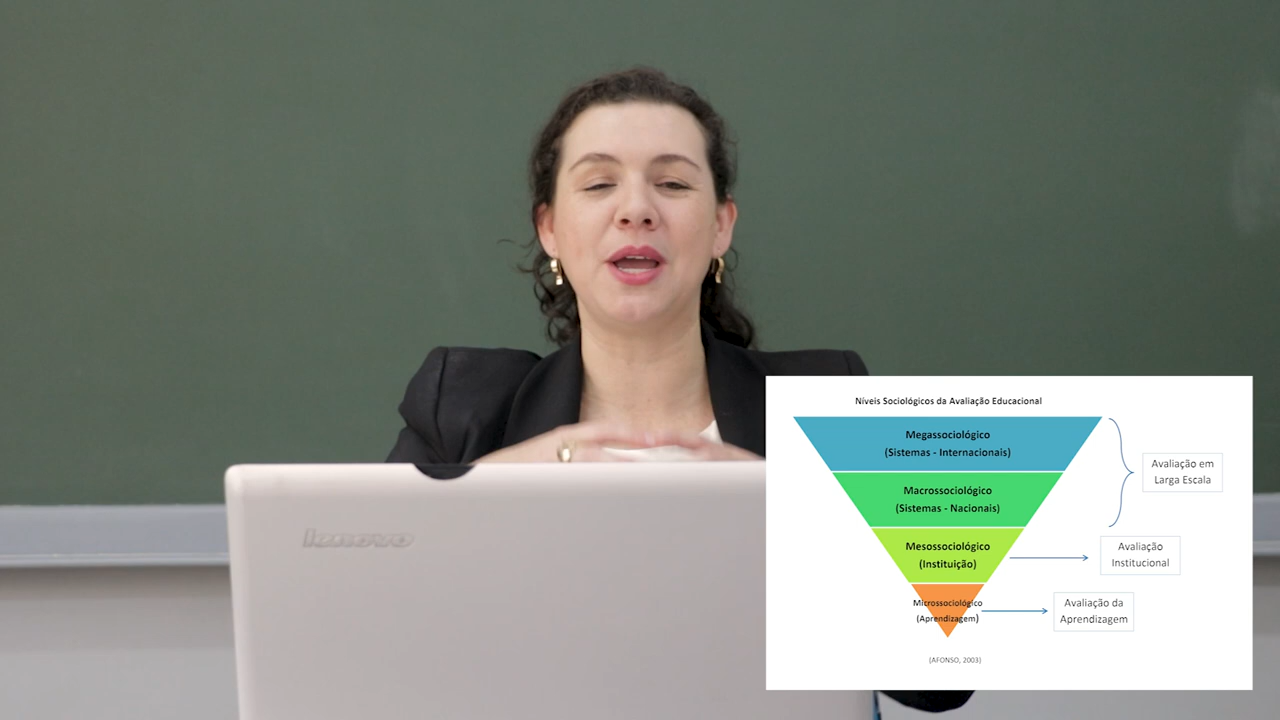 Níveis Sociológicos da Avaliação Educacional
Megassociológico
(Sistemas - Internacionais)
Macrossociológico
(Sistemas - Nacionais)
Mesossociológico
(Instituição)
Microssociológico
(Aprendizagem)
Avaliação em
Larga Escala
Avaliação
Institucional
Avaliação da
Aprendizagem
(AFONSO, 2003)
lenovo